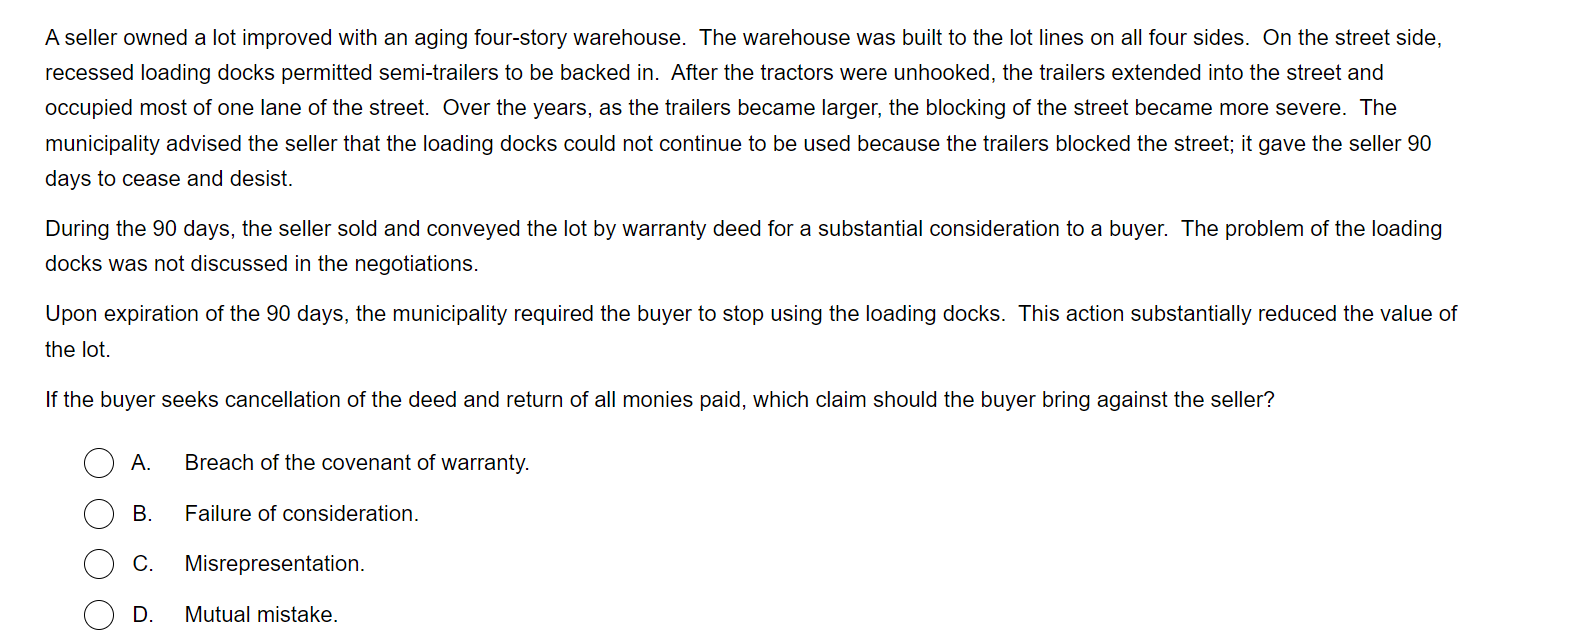 A seller owned a lot improved with an aging four-story warehouse.  The warehouse was built to the lot lines on all four sides.  On the street side,
recessed loading docks permitted semi-trailers to be backed in.  After the tractors were unhooked, the trailers extended into the street and
occupied most of one lane of the street.  Over the years, as the trailers became larger, the blocking of the street became more severe.  The
municipality advised the seller that the loading docks could not continue to be used because the trailers blocked the street; it gave the seller 90
days to cease and desist.
During the 90 days, the seller sold and conveyed the lot by warranty deed for a substantial consideration to a buyer.  The problem of the loading
docks was not discussed in the negotiations.
Upon expiration of the 90 days, the municipality required the buyer to stop using the loading docks.  This action substantially reduced the value of
the lot.
If the buyer seeks cancellation of the deed and return of all monies paid, which claim should the buyer bring against the seller?
A. Breach of the covenant of warranty.
B. Failure of consideration.
C. Misrepresentation.
D. Mutual mistake.